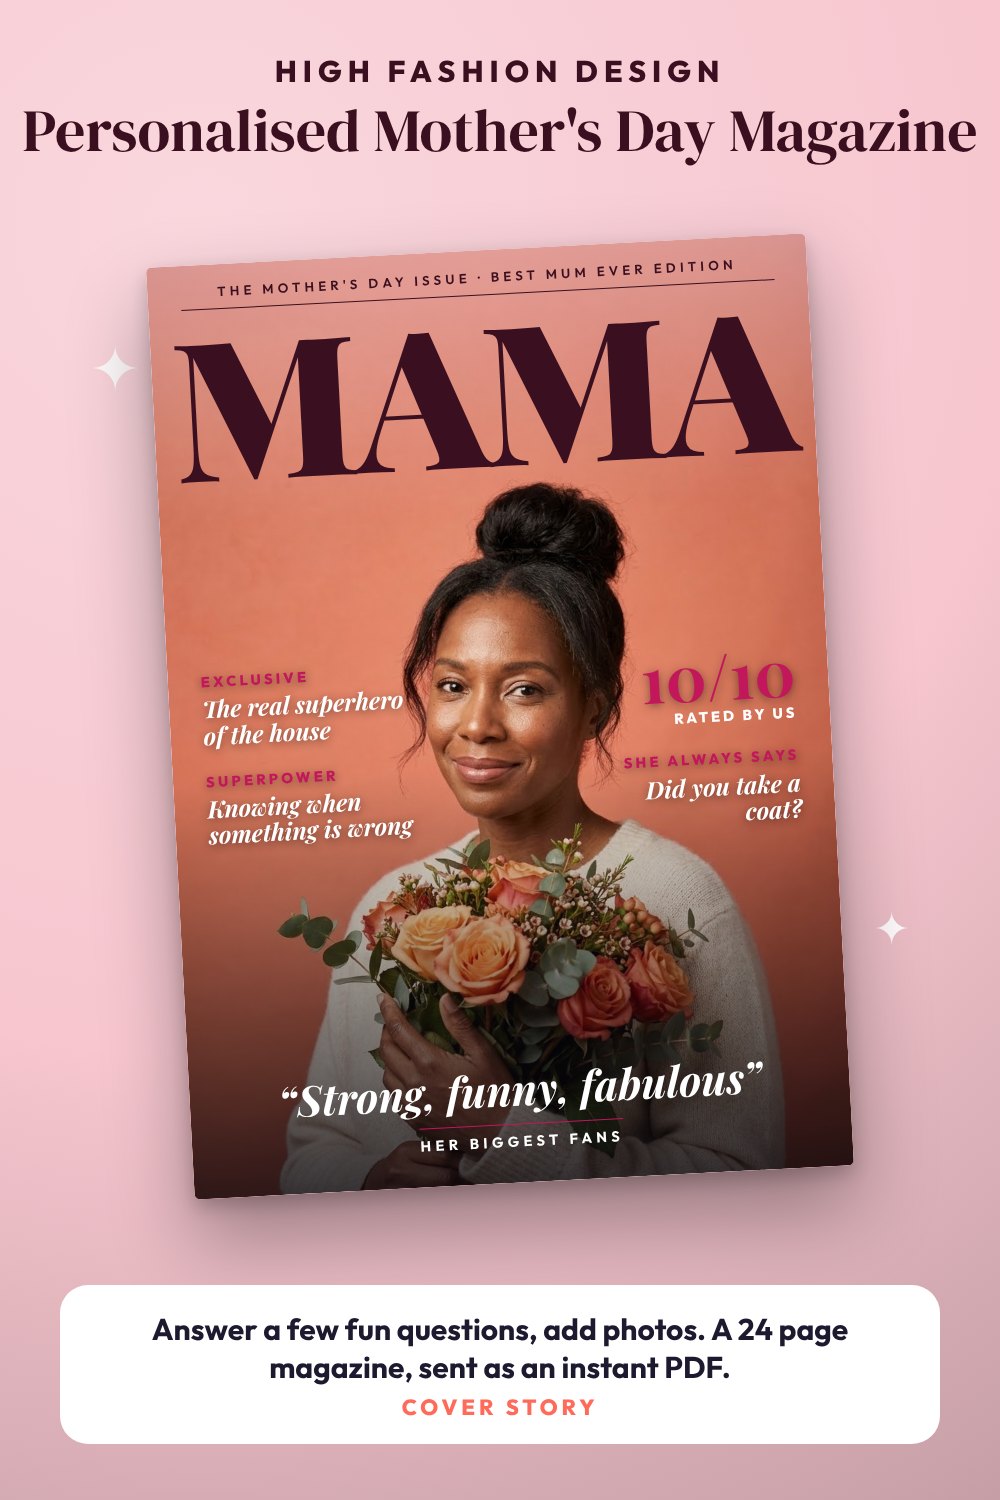 HIGH FASHION DESIGN
Personalised Mother's Day Magazine
THE MOTHER'S DAY ISSUE · BEST MUM EVER EDITION
MAMA
EXCLUSIVE
The real superhero
of the house
SUPERPOWER
Knowing when
something is wrong
10/10
RATED BY US
SHE ALWAYS SAYS
Did you take a
coat?
“Strong, funny, fabulous”
HER BIGGEST FANS
Answer a few fun questions, add photos. A 24 page
magazine, sent as an instant PDF.
COVER STORY